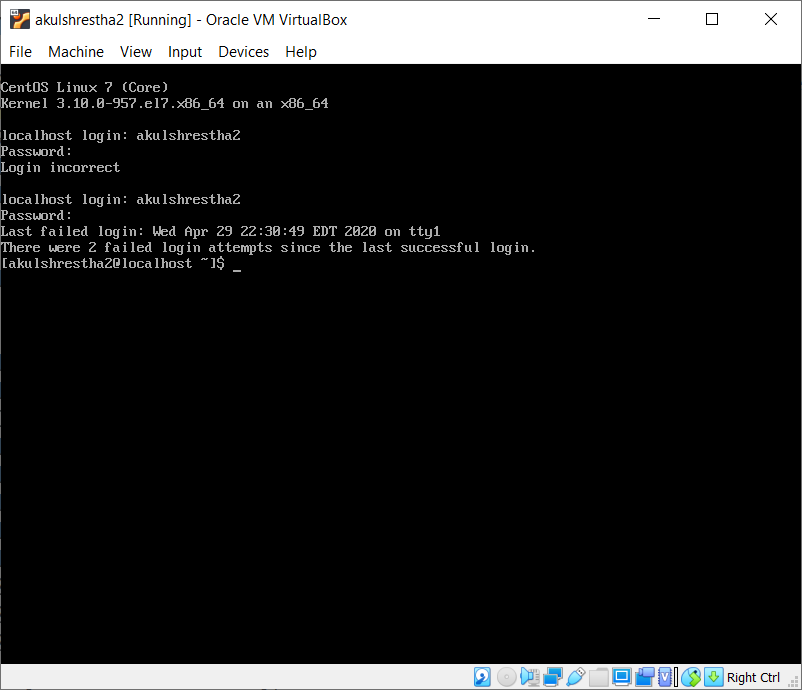 akulshrestha2 [Running] - Oracle VM VirtualBox
File Machine View Input Devices Help
CentOS Linux 7 (Core)
Kernel 3.10.0-957.el7.x86_64 on an x86_64
localhost login: akulshrestha2
Password:
Login incorrect
localhost login: akulshrestha2
Password:
Last failed login: Wed Apr 29 22:30:49 EDT 2020 on tty1
There were 2 failed login attempts since the last successful login.
[akulshrestha2@localhost ~]$ _
Right Ctrl